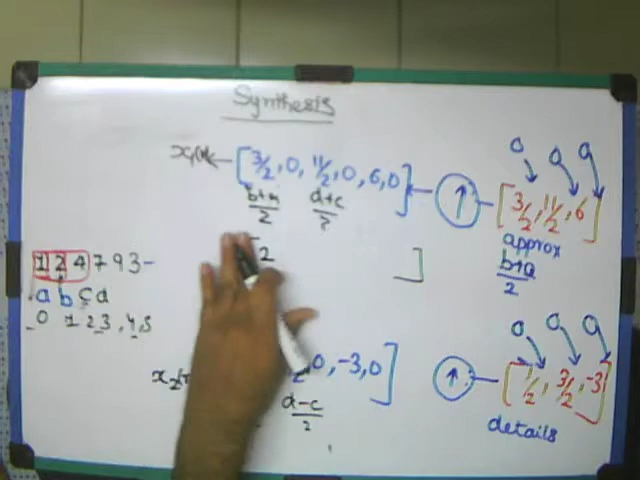 Synthesis
[3/2, 0, 11/2, 0, 6, 0]
b+a/2 d+c/2
↑
[3/2, 11/2, 6]
0 0 0
approx
b+a/2
2 ]
1 2 4 7 9 3 -
a b c d
0 1 2 3 4 5
0, -3, 0]
d-c/2
↑
0 0 0
[1/2, 3/2, -3]
details